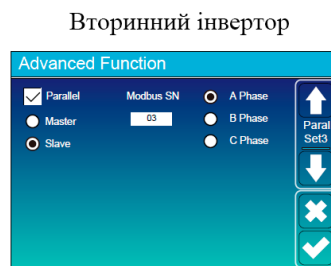 Вторинний інвертор
Advanced Function
Parallel Modbus SN A Phase
Master 03 B Phase
Slave C Phase
Paral
Set3